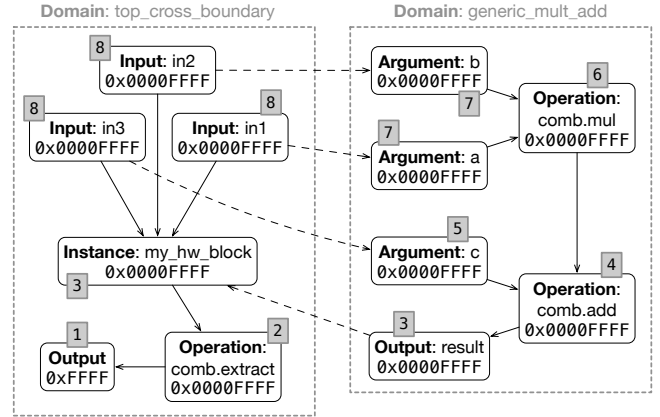 Domain: top_cross_boundary
Domain: generic_mult_add
8
Input: in2
0x0000FFFF
8
Input: in3
0x0000FFFF
8
Input: in1
0x0000FFFF
Instance: my_hw_block
0x0000FFFF
3
1
Output
0xFFFF
2
Operation:
comb.extract
0x0000FFFF
Argument: b
0x0000FFFF
7
7
Argument: a
0x0000FFFF
6
Operation:
comb.mul
0x0000FFFF
5
Argument: c
0x0000FFFF
4
Operation:
comb.add
0x0000FFFF
3
Output: result
0x0000FFFF